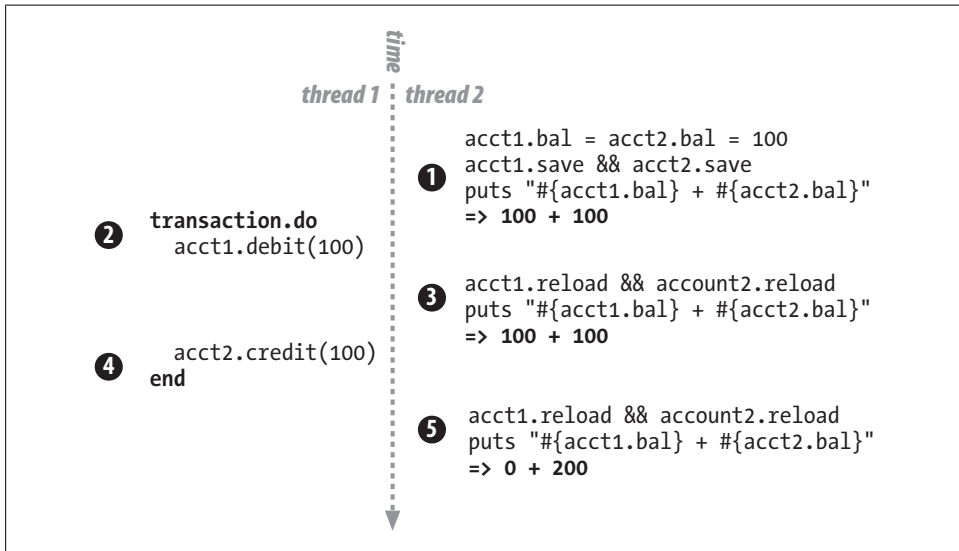 time
thread 1 thread 2
acct1.bal = acct2.bal = 100
1 acct1.save && acct2.save
puts "#{acct1.bal} + #{acct2.bal}"
=> 100 + 100
2 transaction.do
acct1.debit(100)
3 acct1.reload && account2.reload
puts "#{acct1.bal} + #{acct2.bal}"
=> 100 + 100
4 acct2.credit(100)
end
5 acct1.reload && account2.reload
puts "#{acct1.bal} + #{acct2.bal}"
=> 0 + 200